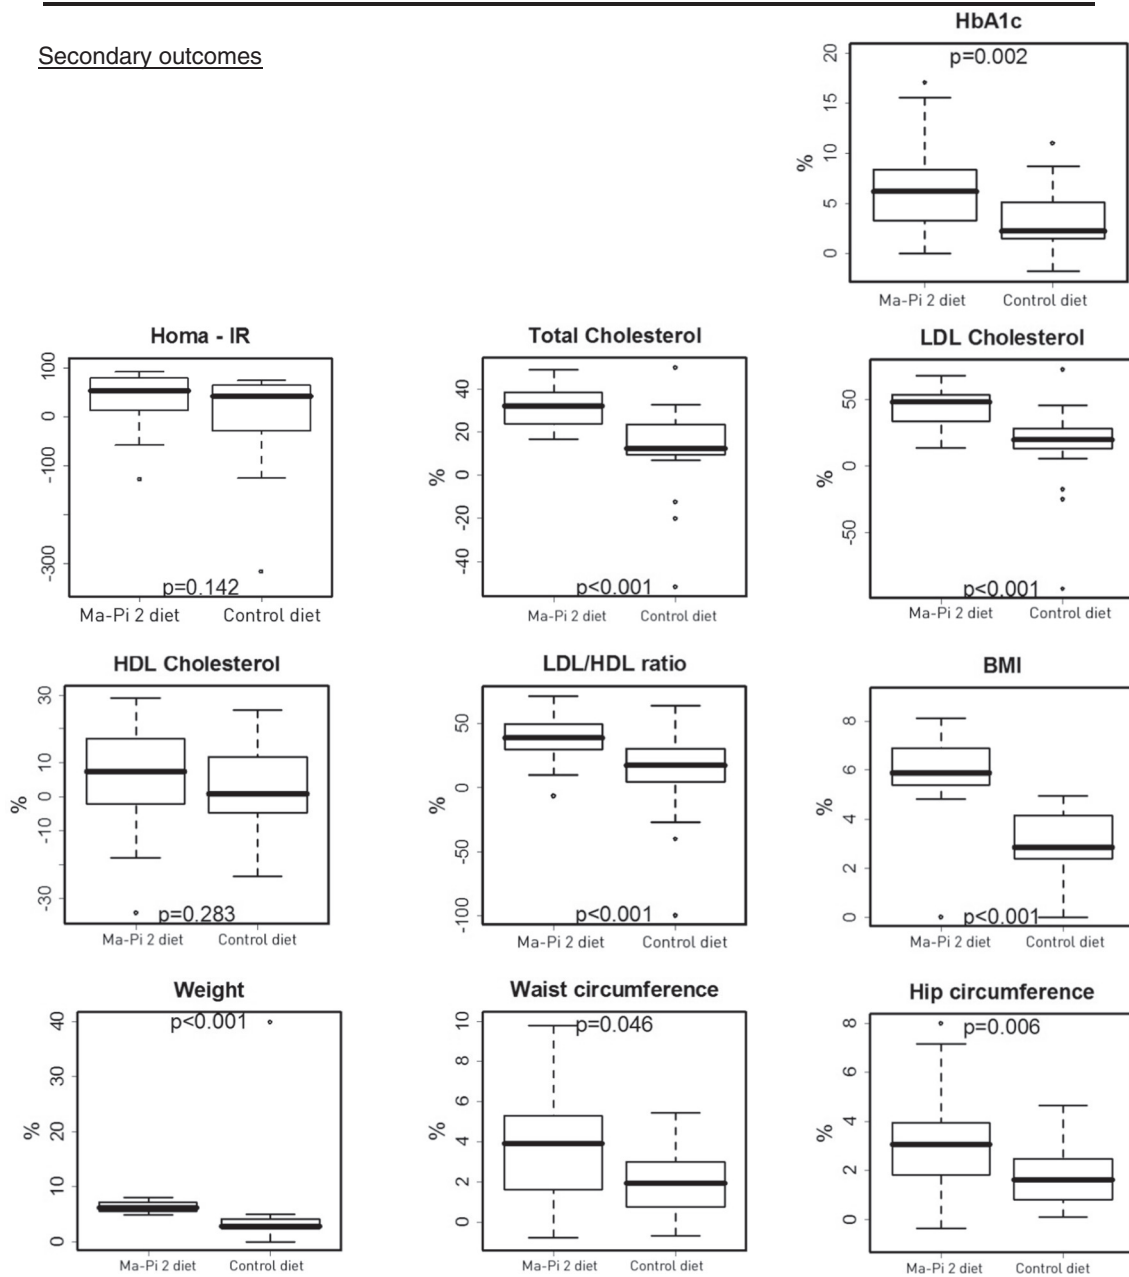 Secondary outcomes
HbA1c
p=0.002
20
15
10
5
0
%
Ma-Pi 2 diet Control diet
Homa - IR
100
0
-100
-300
p=0.142
Ma-Pi 2 diet Control diet
Total Cholesterol
40
20
0
-20
-40
%
p<0.001
Ma-Pi 2 diet Control diet
LDL Cholesterol
50
0
-50
%
p<0.001
Ma-Pi 2 diet Control diet
HDL Cholesterol
30
10
0
-10
-30
%
p=0.283
Ma-Pi 2 diet Control diet
LDL/HDL ratio
50
0
-50
-100
%
p<0.001
Ma-Pi 2 diet Control diet
BMI
8
6
4
2
0
%
p<0.001
Ma-Pi 2 diet Control diet
Weight
p<0.001
40
30
20
10
0
%
Ma-Pi 2 diet Control diet
Waist circumference
p=0.046
10
8
6
4
2
0
%
Ma-Pi 2 diet Control diet
Hip circumference
p=0.006
8
6
4
2
0
%
Ma-Pi 2 diet Control diet